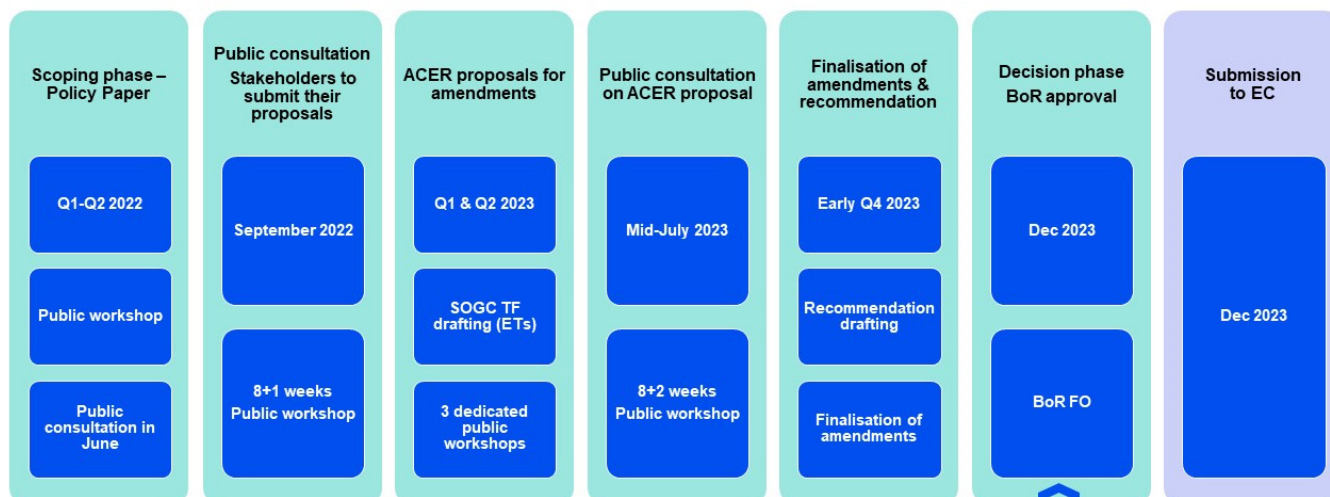 Scoping phase –
Policy Paper
Q1-Q2 2022
Public workshop
Public
consultation in
June
Public consultation
Stakeholders to
submit their
proposals
September 2022
8+1 weeks
Public workshop
ACER proposals for
amendments
Q1 & Q2 2023
SOGC TF
drafting (ETs)
3 dedicated
public
workshops
Public consultation
on ACER proposal
Mid-July 2023
8+2 weeks
Public workshop
Finalisation of
amendments &
recommendation
Early Q4 2023
Recommendation
drafting
Finalisation of
amendments
Decision phase
BoR approval
Dec 2023
BoR FO
Submission
to EC
Dec 2023